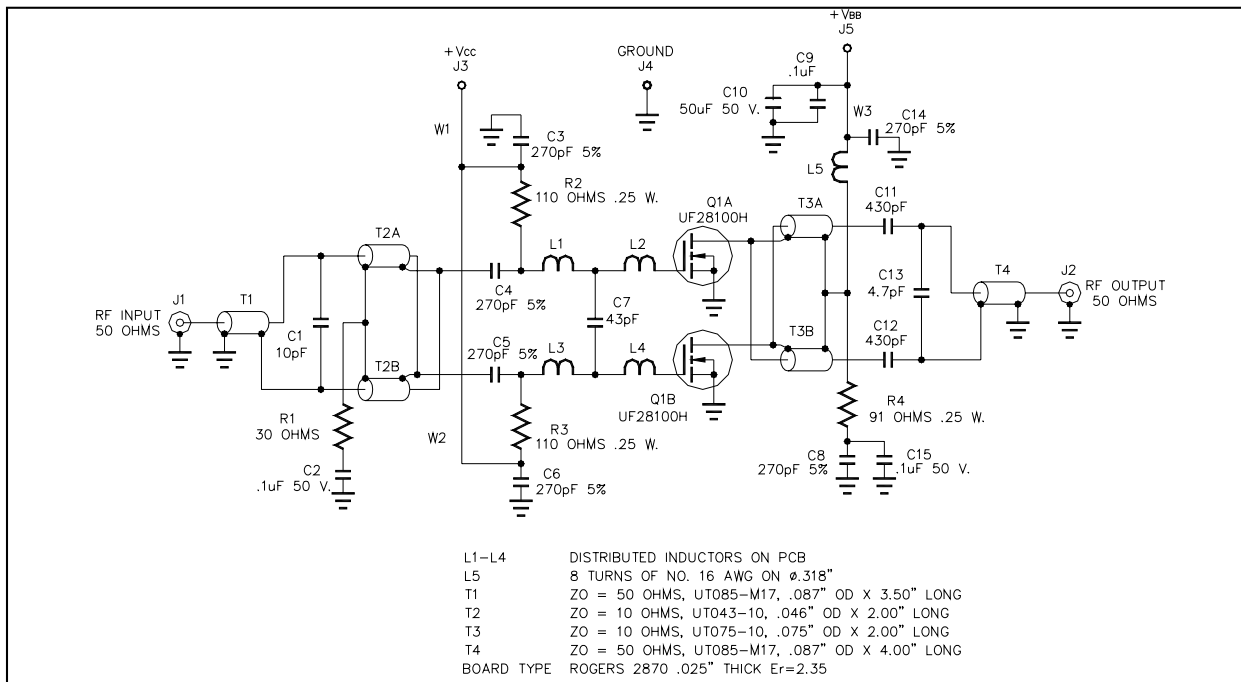 +VBB
J5
+Vcc
J3
GROUND
J4
C9
.1uF
C10
50uF 50 V.
W3
C14
270pF 5%
W1
C3
270pF 5%
L5
R2
110 OHMS .25 W.
Q1A
UF28100H
T3A
C11
430pF
T2A
L1
L2
J1
T1
RF INPUT
50 OHMS
C4
270pF 5%
C7
43pF
C13
4.7pF
T4
J2
RF OUTPUT
50 OHMS
C1
10pF
C5
270pF 5%
T2B
L3
L4
T3B
C12
430pF
R1
30 OHMS
W2
R3
110 OHMS .25 W.
Q1B
UF28100H
R4
91 OHMS .25 W.
C2
.1uF 50 V.
C6
270pF 5%
C8
270pF 5%
C15
.1uF 50 V.
L1-L4 DISTRIBUTED INDUCTORS ON PCB
L5 8 TURNS OF NO. 16 AWG ON ø.318"
T1 ZO = 50 OHMS, UT085-M17, .087" OD X 3.50" LONG
T2 ZO = 10 OHMS, UT043-10, .046" OD X 2.00" LONG
T3 ZO = 10 OHMS, UT075-10, .075" OD X 2.00" LONG
T4 ZO = 50 OHMS, UT085-M17, .087" OD X 4.00" LONG
BOARD TYPE ROGERS 2870 .025" THICK Er=2.35